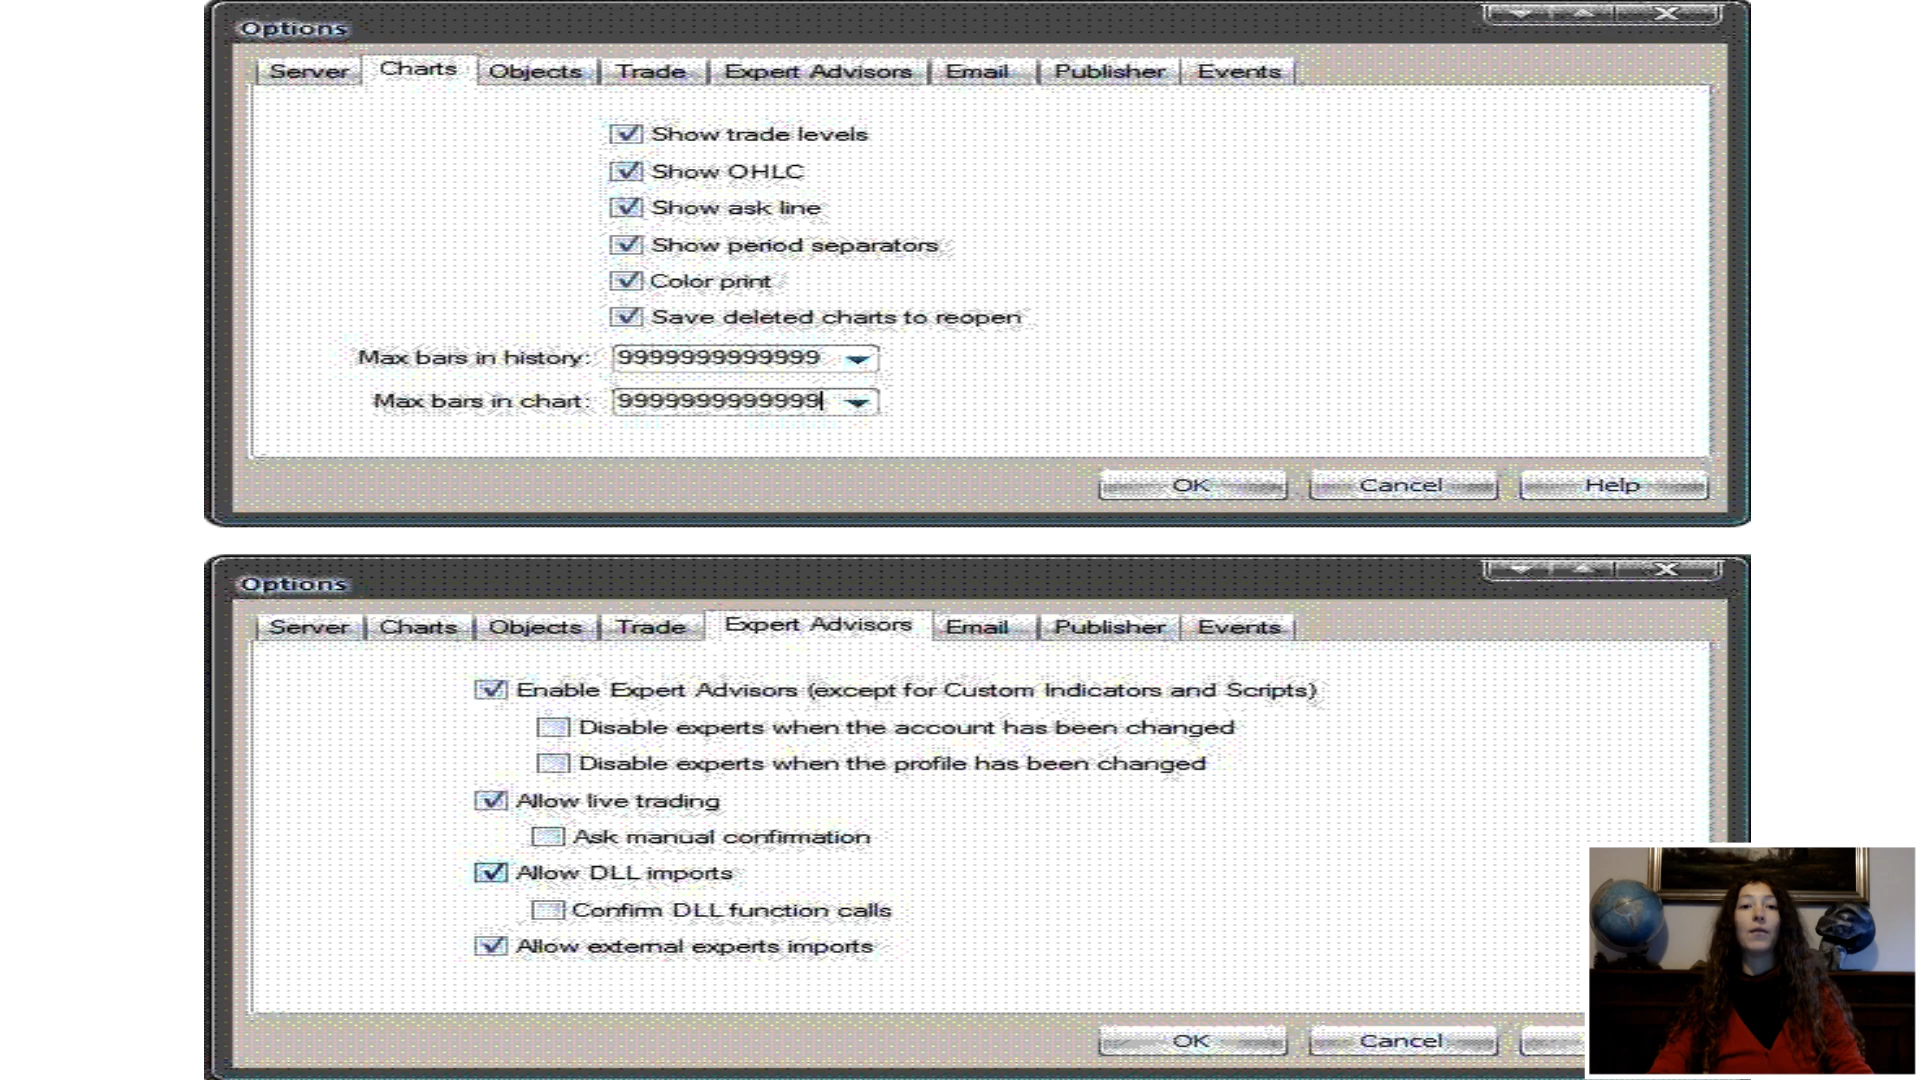 Options
Server Charts Objects Trade Expert Advisors Email Publisher Events
Show trade levels
Show OHLC
Show ask line
Show period separators
Color print
Save deleted charts to reopen
Max bars in history: 9999999999999
Max bars in chart: 9999999999999
OK Cancel Help
Options
Server Charts Objects Trade Expert Advisors Email Publisher Events
Enable Expert Advisors (except for Custom Indicators and Scripts)
Disable experts when the account has been changed
Disable experts when the profile has been changed
Allow live trading
Ask manual confirmation
Allow DLL imports
Confirm DLL function calls
Allow external experts imports
OK Cancel